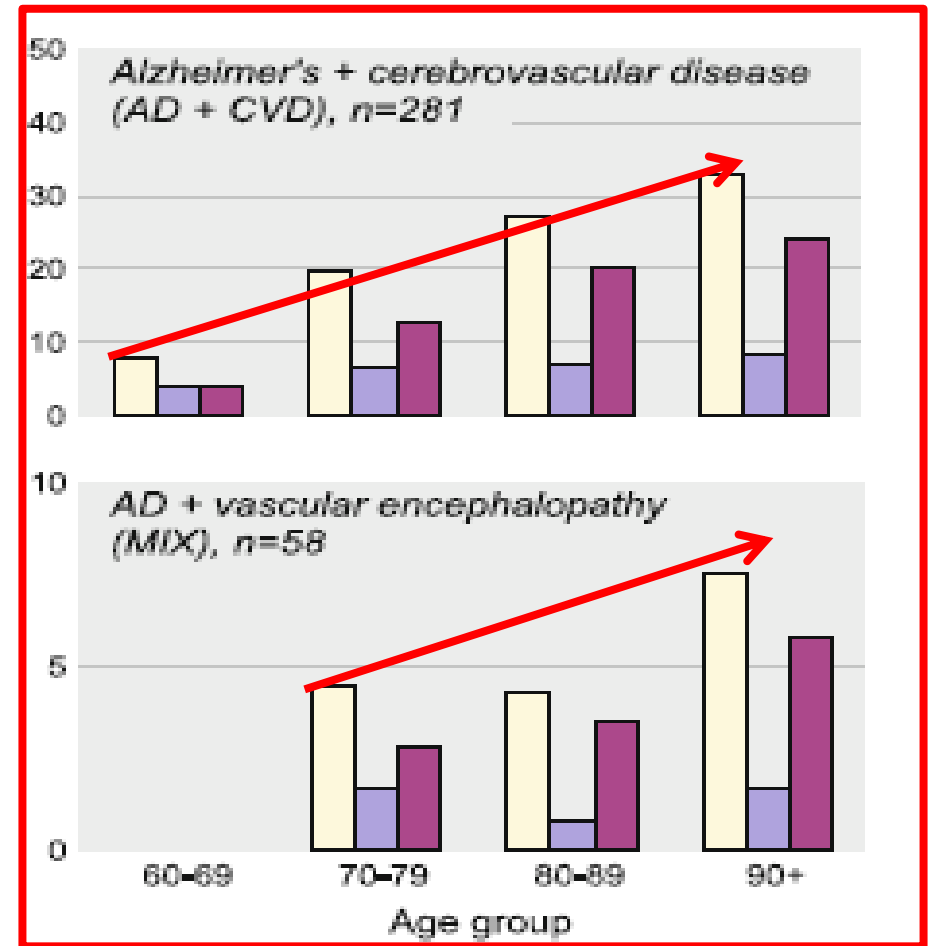 50
Alzheimer's + cerebrovascular disease
(AD + CVD), n=281
40
30
20
10
0
10
AD + vascular encephalopathy
(MIX), n=58
5
0
60-69 70-79 80-89 90+
Age group